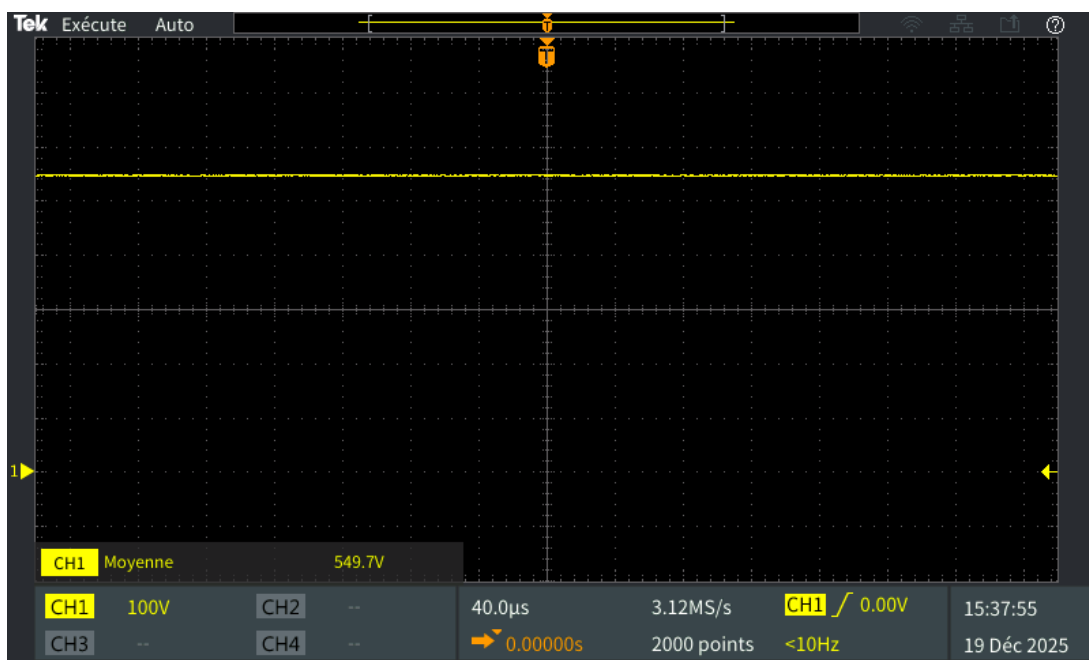 Tek Exécute Auto
T
T
1
CH1 Moyenne 549.7V
CH1 100V CH2 -- 40.0µs 3.12MS/s CH1 0.00V 15:37:55
CH3 -- CH4 -- 0.00000s 2000 points <10Hz 19 Déc 2025